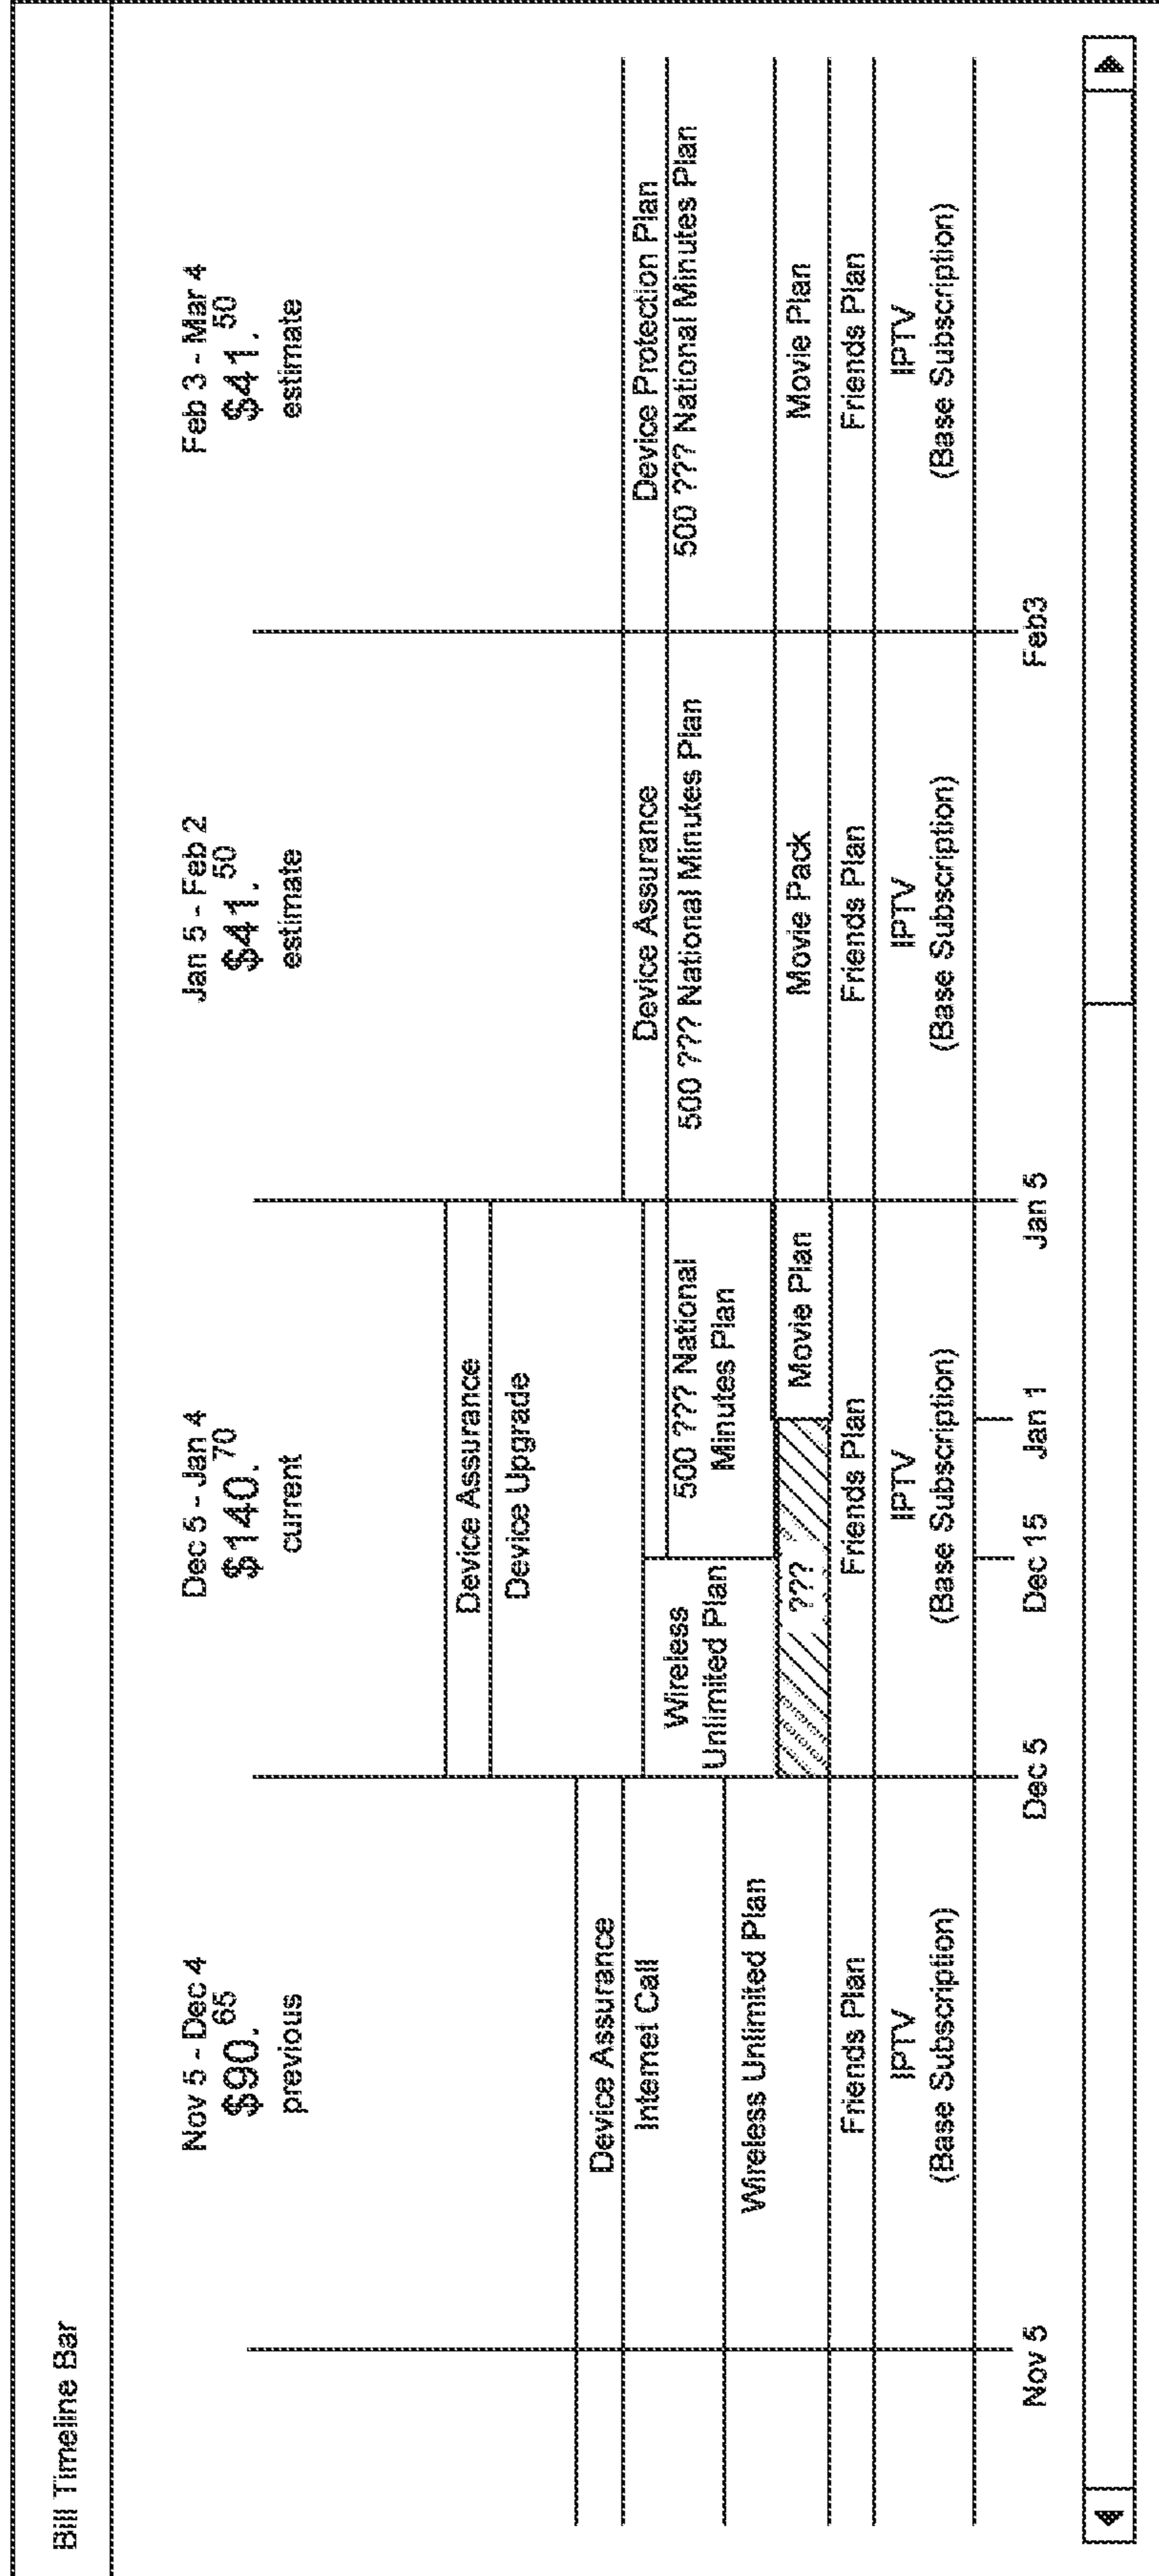 Bill Timeline Bar
Nov 5 - Dec 4
$90.65
previous
Dec 5 - Jan 4
$140.70
current
Jan 5 - Feb 2
$41.50
estimate
Feb 3 - Mar 4
$41.50
estimate
Device Assurance
Internet Call
Wireless Unlimited Plan
Friends Plan
IPTV
(Base Subscription)
Device Assurance
Device Upgrade
Wireless
Unlimited Plan
500 ??? National
Minutes Plan
???
Movie Plan
Friends Plan
IPTV
(Base Subscription)
Device Assurance
500 ??? National Minutes Plan
Movie Pack
Friends Plan
IPTV
(Base Subscription)
Device Protection Plan
500 ??? National Minutes Plan
Movie Plan
Friends Plan
IPTV
(Base Subscription)
Nov 5
Dec 5
Dec 15
Jan 1
Jan 5
Feb3